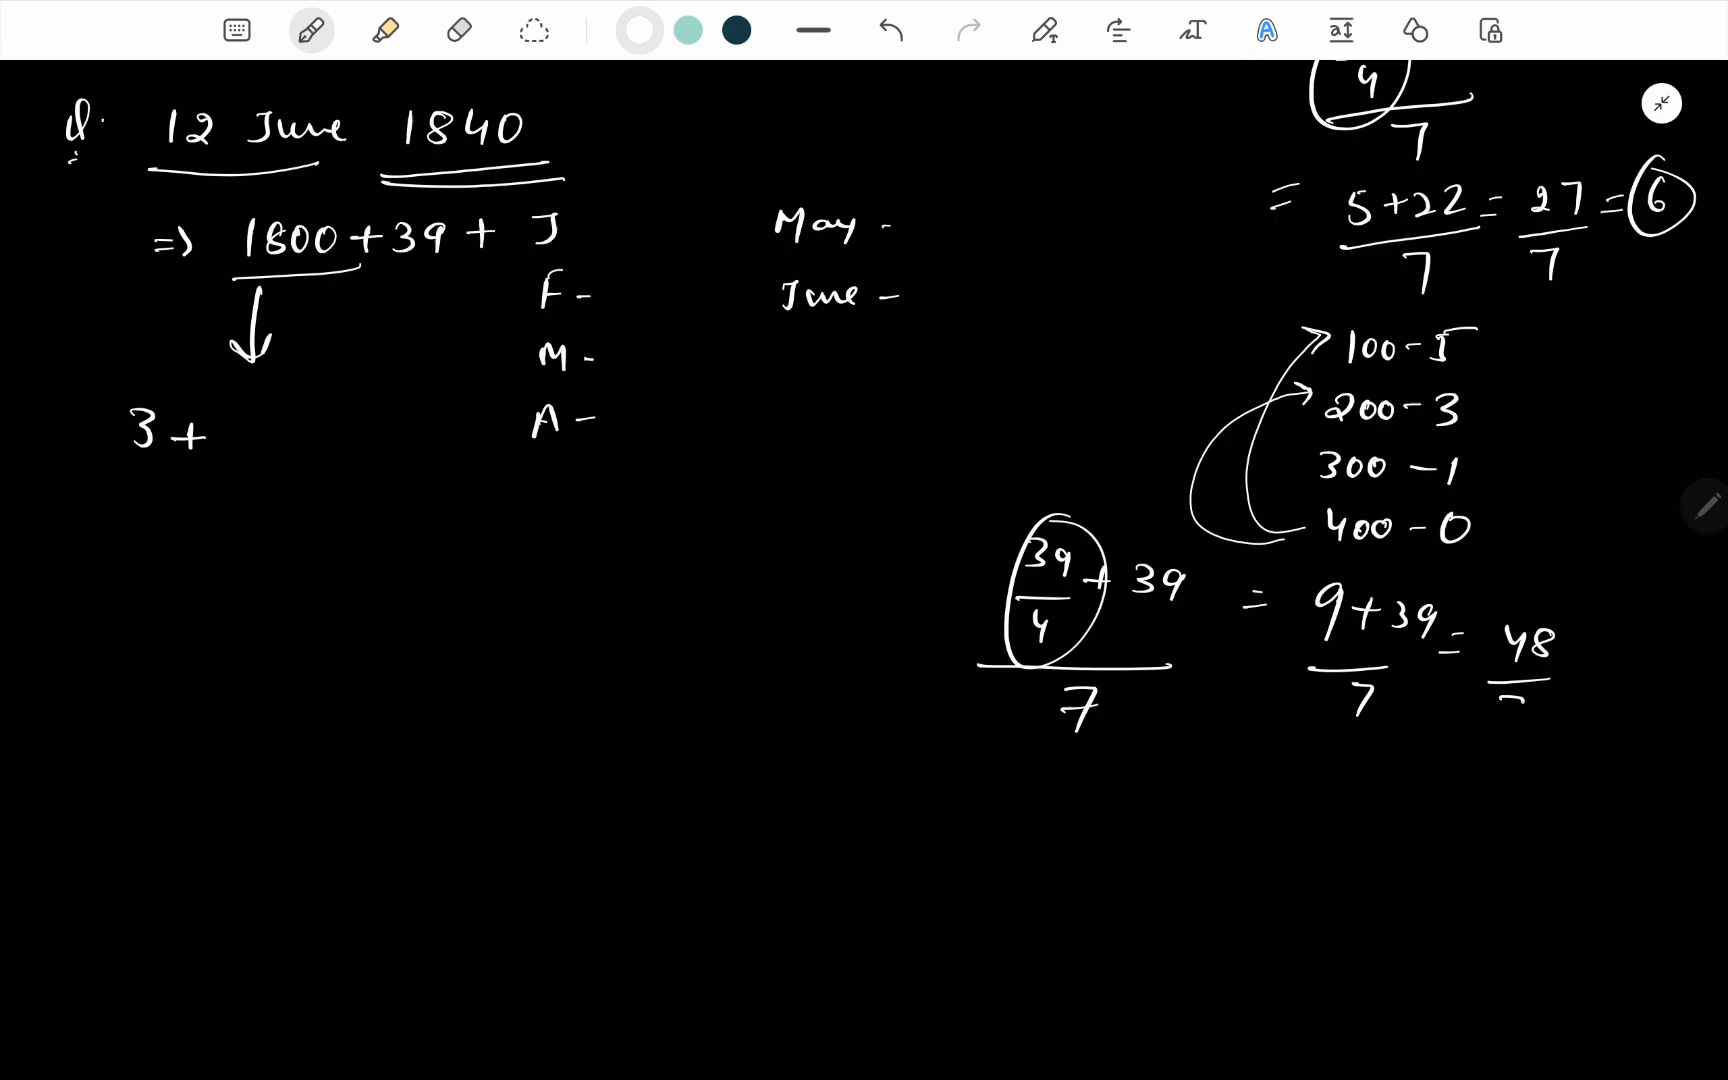 Q. 12 June 1840
=> 1800 + 39 + J
F -
M -
A -
May -
June -
3 +
4
7
= 5+22 = 27 = 6
7 7
100 - 5
200 - 3
300 - 1
400 - 0
39 + 39 = 9 + 39 = 48
4
7 7